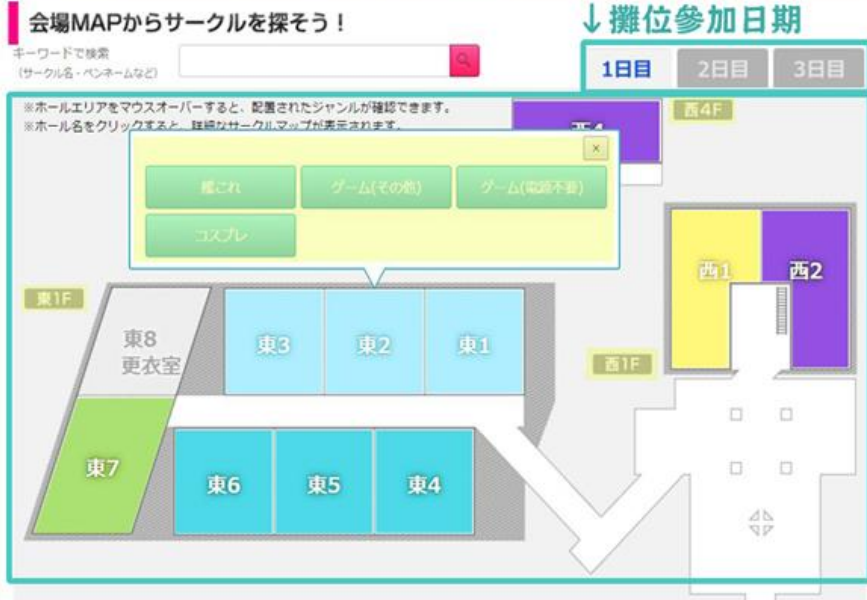 会場MAPからサークルを探そう！
↓攤位參加日期
キーワードで検索
（サークル名・ペンネームなど）
1日目
2日目
3日目
※ホールエリアをマウスオーバーすると、配置されたジャンルが確認できます。
※ホール名をクリックすると、詳細なサークルマップが表示されます。
西4F
西4
×
艦これ
ゲーム(その他)
ゲーム(電源不要)
コスプレ
西1
西2
東1F
東8
更衣室
東3
東2
東1
西1F
東7
東6
東5
東4